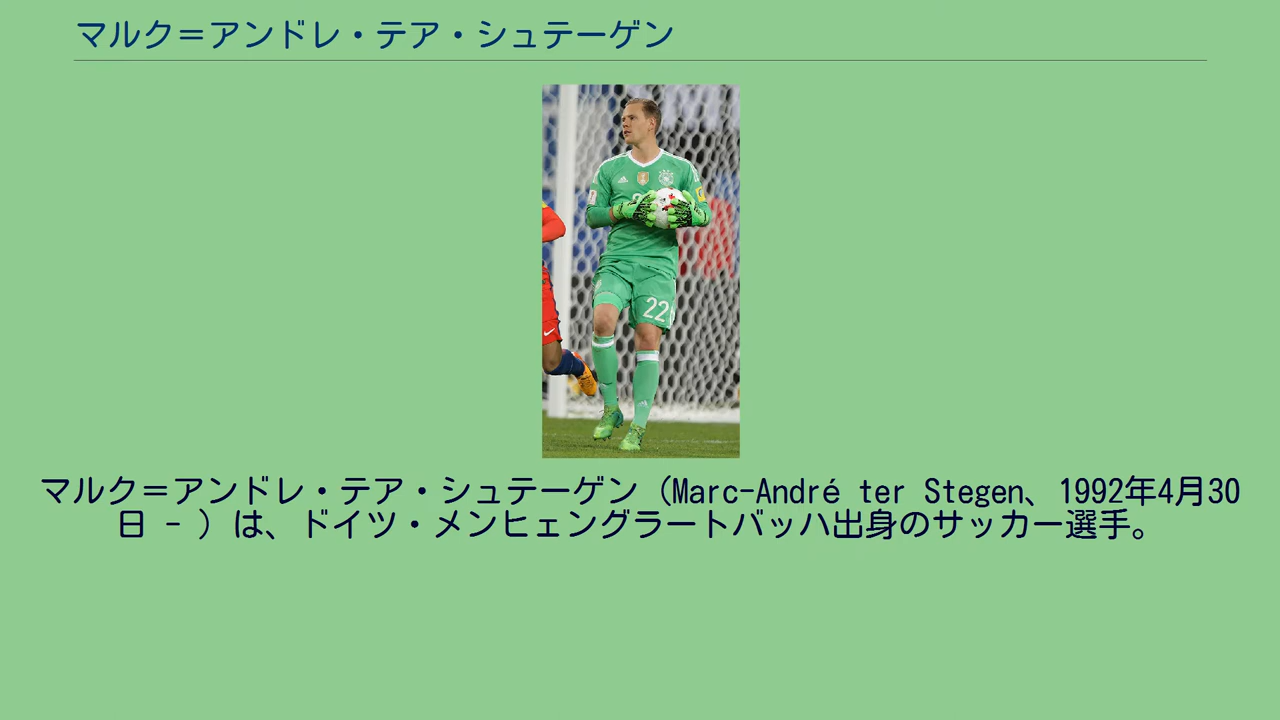 マルク＝アンドレ・テア・シュテーゲン
22
マルク＝アンドレ・テア・シュテーゲン（Marc-André ter Stegen、1992年4月30
日 - ）は、ドイツ・メンヒェングラートバッハ出身のサッカー選手。